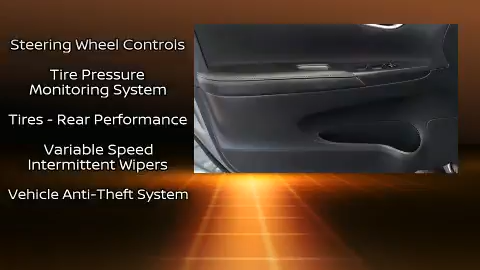 Steering Wheel Controls
Tire Pressure
Monitoring System
Tires - Rear Performance
Variable Speed
Intermittent Wipers
Vehicle Anti-Theft System